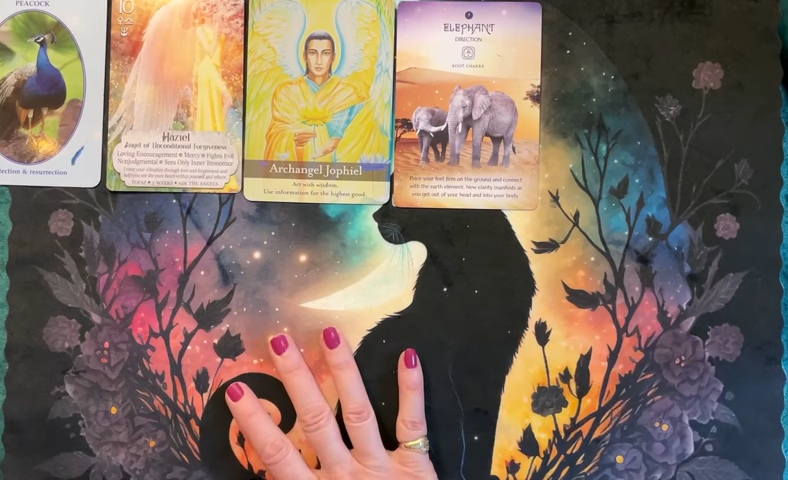 PEACOCK
ection & resurrection
10
Haziel
Angel of Unconditional Forgiveness
Loving Encouragement ✦ Mercy ✦ Fights Evil
Nonjudgmental ✦ Sees Only Inner Innocence
Archangel Jophiel
Act with wisdom.
Use information for the highest good.
ELEPHANT
DIRECTION
ROOT CHAKRA
Place your feet firm on the ground and connect
with the earth element. New clarity manifests as
you get out of your head and into your body.